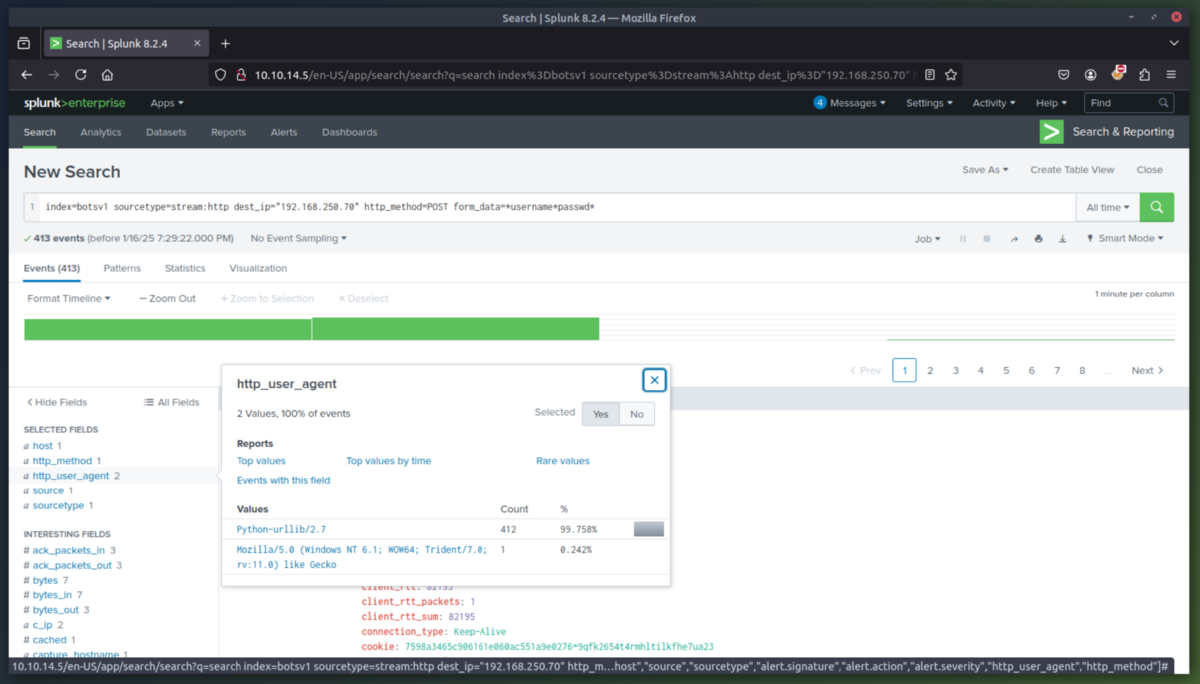 Search | Splunk 8.2.4 — Mozilla Firefox
Search | Splunk 8.2.4
10.10.14.5/en-US/app/search/search?q=search index%3Dbotsv1 sourcetype%3Dstream%3Ahttp dest_ip%3D"192.168.250.70"
splunk>enterprise Apps 4 Messages Settings Activity Help Find
Search Analytics Datasets Reports Alerts Dashboards Search & Reporting
New Search Save As Create Table View Close
1 index=botsv1 sourcetype=stream:http dest_ip="192.168.250.70" http_method=POST form_data=*username*passwd* All time
413 events (before 1/16/25 7:29:22.000 PM) No Event Sampling Job Smart Mode
Events (413) Patterns Statistics Visualization
Format Timeline — Zoom Out + Zoom to Selection × Deselect 1 minute per column
< Prev 1 2 3 4 5 6 7 8 ... Next >
http_user_agent
< Hide Fields All Fields
2 Values, 100% of events Selected Yes No
SELECTED FIELDS
a host 1
a http_method 1
a http_user_agent 2
a source 1
a sourcetype 1
Reports
Top values Top values by time Rare values
Events with this field
Values Count %
Python-urllib/2.7 412 99.758%
Mozilla/5.0 (Windows NT 6.1; WOW64; Trident/7.0; 1 0.242%
rv:11.0) like Gecko
INTERESTING FIELDS
# ack_packets_in 3
# ack_packets_out 3
# bytes 7
# bytes_in 7
# bytes_out 3
a c_ip 2
# cached 1
a capture_hostname 1
client_rtt: 82195
client_rtt_packets: 1
client_rtt_sum: 82195
connection_type: Keep-Alive
cookie: 7598a3465c906161e060ac551a9e0276=9qfk2654t4rmhltilkfhe7ua23
10.10.14.5/en-US/app/search/search?q=search index=botsv1 sourcetype=stream:http dest_ip="192.168.250.70" http_m…host","source","sourcetype","alert.signature","alert.action","alert.severity","http_user_agent","http_method"]#